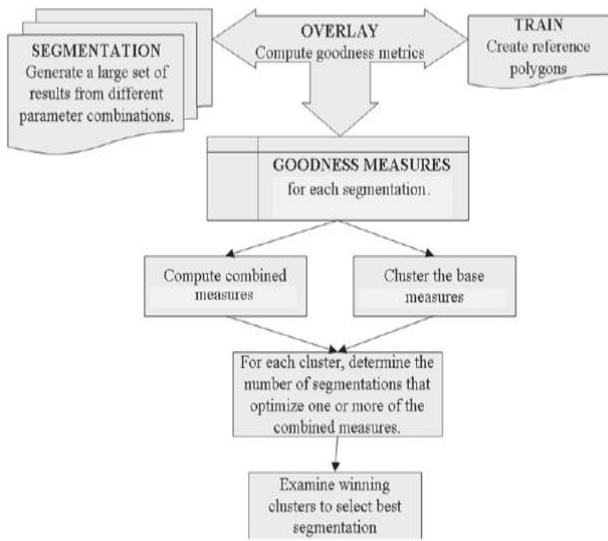 SEGMENTATION
Generate a large set of
results from different
parameter combinations.
OVERLAY
Compute goodness metrics
TRAIN
Create reference
polygons
GOODNESS MEASURES
for each segmentation.
Compute combined
measures
Cluster the base
measures
For each cluster, determine the
number of segmentations that
optimize one or more of the
combined measures.
Examine winning
clusters to select best
segmentation